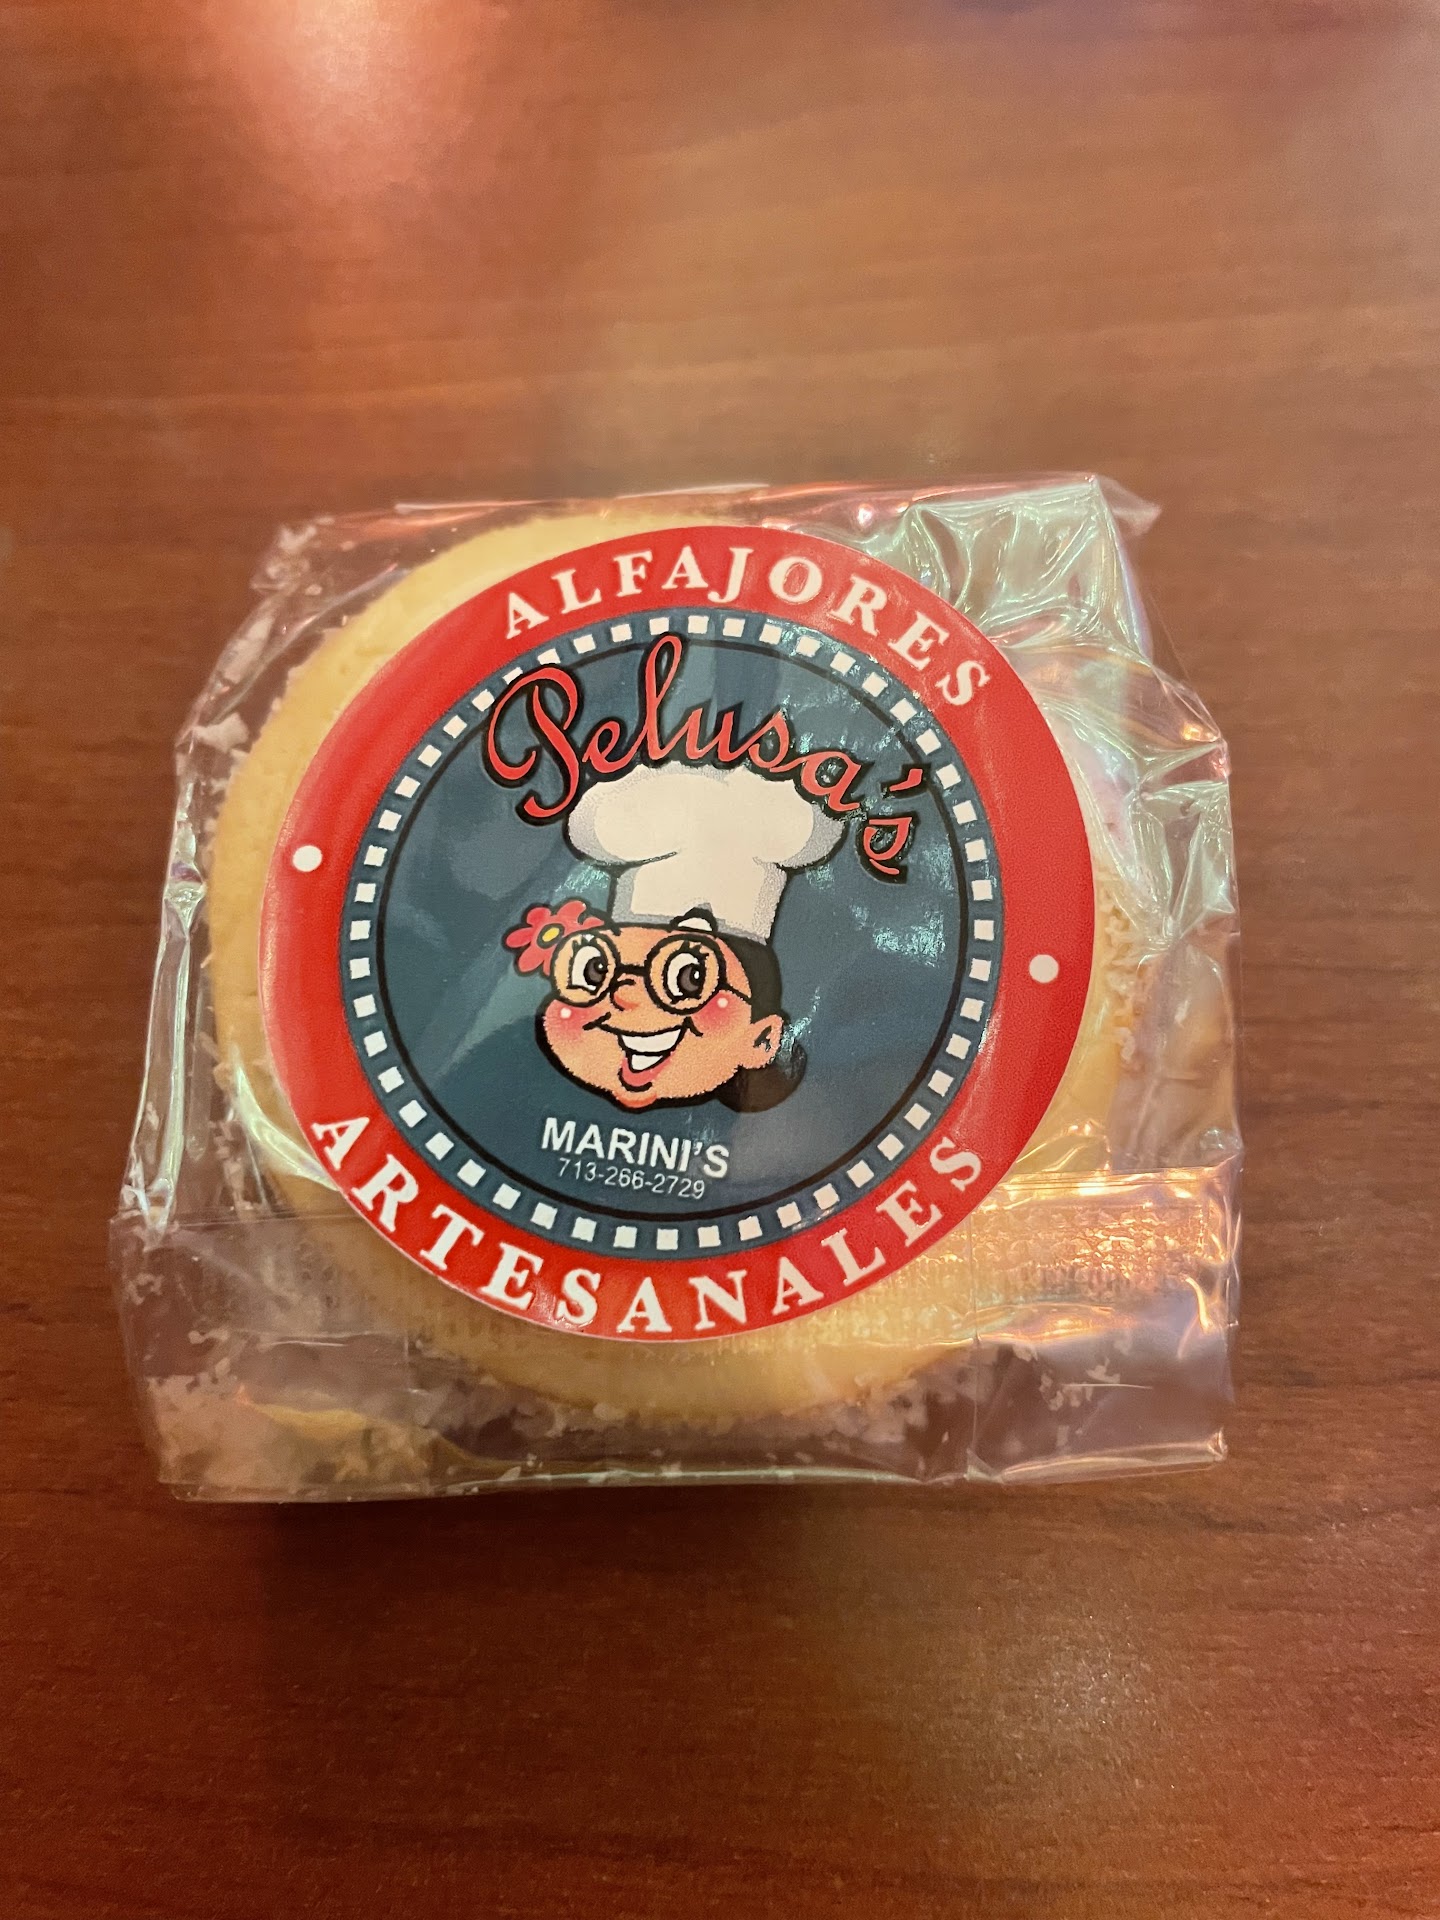 ALFAJORES
Pelusa's
MARINI'S
713-266-2729
ARTESANALES